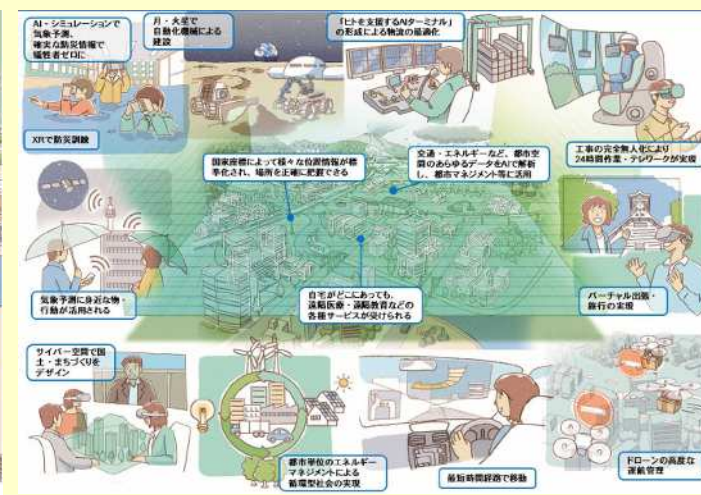 AI・シミュレーションで
気象予測、
確実な防災情報で
犠牲者ゼロに
月・火星で
自動化機械による
建設
「ヒトを支援するAIターミナル」
の形成による物流の最適化
XRで防災訓練
国家座標によって様々な位置情報が標
準化され、場所を正確に把握できる
交通・エネルギーなど、都市空
間のあらゆるデータをAIで解析
し、都市マネジメント等に活用
工事の完全無人化により
24時間作業・テレワークが実現
気象予測に身近な物・
行動が活用される
自宅がどこにあっても、
遠隔医療・遠隔教育などの
各種サービスが受けられる
バーチャル出張・
旅行の実現
サイバー空間で国
土・まちづくりを
デザイン
都市単位のエネルギー
マネジメントによる
循環型社会の実現
最短時間経路で移動
ドローンの高度な
運航管理